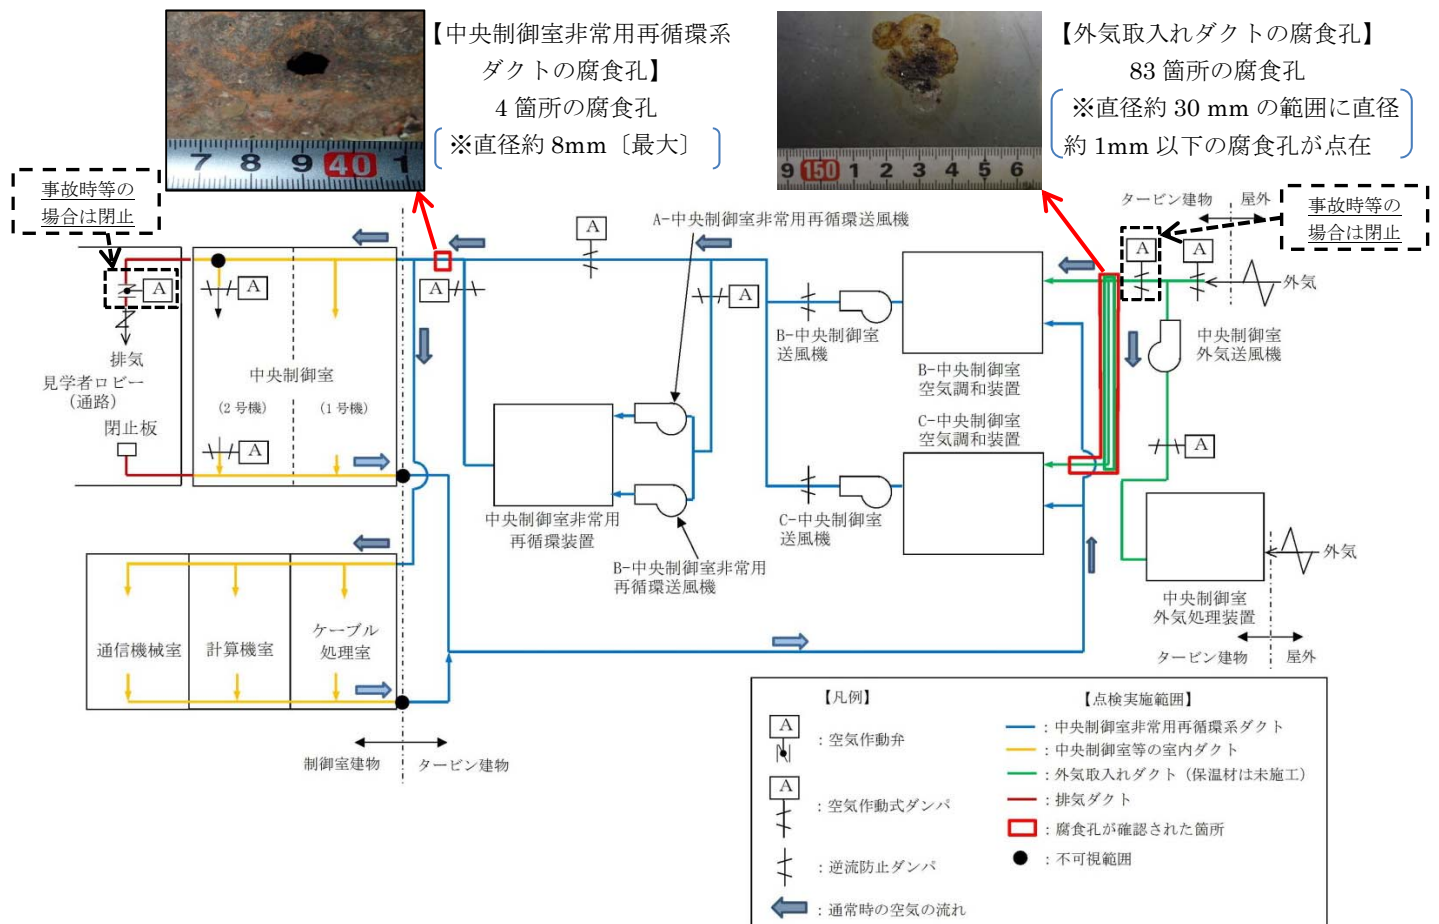 【中央制御室非常用再循環系
ダクトの腐食孔】
4 箇所の腐食孔
※直径約 8mm〔最大〕
7 8 9 40 1
【外気取入れダクトの腐食孔】
83 箇所の腐食孔
※直径約 30 mm の範囲に直径
約 1mm 以下の腐食孔が点在
9 150 1 2 3 4 5 6
事故時等の
場合は閉止
タービン建物
屋外
事故時等の
場合は閉止
A-中央制御室非常用再循環送風機
A
A
A
A
A
A
A
外気
排気
見学者ロビー
（通路）
閉止板
中央制御室
（2 号機）
（1 号機）
A
B-中央制御室
送風機
B-中央制御室
空気調和装置
中央制御室
外気送風機
C-中央制御室
空気調和装置
A
中央制御室非常用
再循環装置
B-中央制御室非常用
再循環送風機
C-中央制御室
送風機
外気
中央制御室
外気処理装置
タービン建物
屋外
通信機械室
計算機室
ケーブル
処理室
制御室建物
タービン建物
【凡例】
A
：空気作動弁
A
：空気作動式ダンパ
：逆流防止ダンパ
：通常時の空気の流れ
【点検実施範囲】
：中央制御室非常用再循環系ダクト
：中央制御室等の室内ダクト
：外気取入れダクト（保温材は未施工）
：排気ダクト
：腐食孔が確認された箇所
：不可視範囲